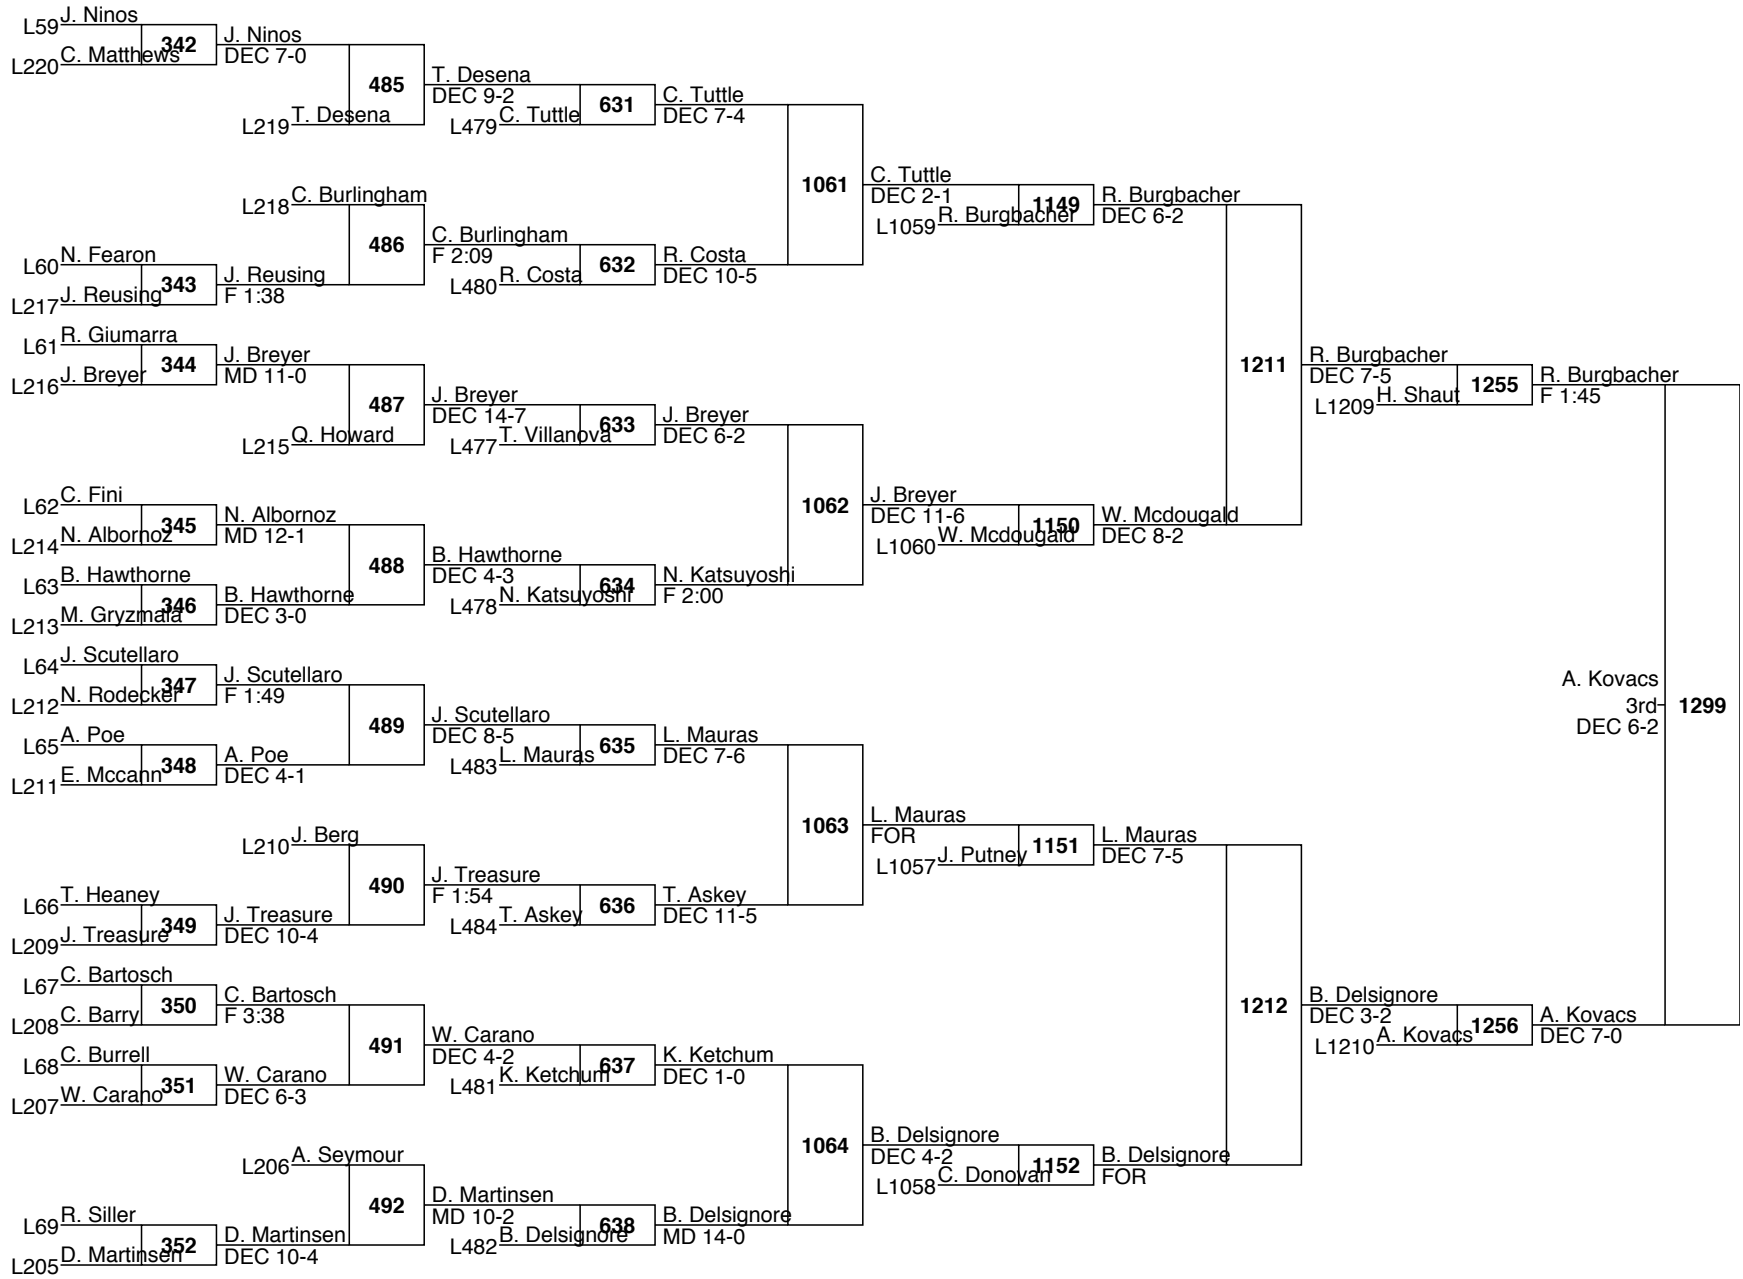 L59 J. Ninos
342
L220 C. Matthews
J. Ninos
DEC 7-0
485
L219 T. Desena
T. Desena
DEC 9-2
631
L479 C. Tuttle
C. Tuttle
DEC 7-4
1061
L218 C. Burlingham
486
L60 N. Fearon
343
L217 J. Reusing
J. Reusing
F 1:38
C. Burlingham
F 2:09
632
L480 R. Costa
R. Costa
DEC 10-5
C. Tuttle
DEC 2-1
1149
L1059 R. Burgbacher
R. Burgbacher
DEC 6-2
1211
L61 R. Giumarra
344
L216 J. Breyer
J. Breyer
MD 11-0
487
L215 Q. Howard
J. Breyer
DEC 14-7
633
L477 T. Villanova
J. Breyer
DEC 6-2
1062
L62 C. Fini
345
L214 N. Albornoz
N. Albornoz
MD 12-1
488
L63 B. Hawthorne
346
L213 M. Gryzmala
B. Hawthorne
DEC 3-0
B. Hawthorne
DEC 4-3
634
L478 N. Katsuyoshi
N. Katsuyoshi
F 2:00
J. Breyer
DEC 11-6
1150
L1060 W. Mcdougald
W. Mcdougald
DEC 8-2
R. Burgbacher
DEC 7-5
1255
L1209 H. Shaut
R. Burgbacher
F 1:45
L64 J. Scutellaro
347
L212 N. Rodecker
J. Scutellaro
F 1:49
489
L65 A. Poe
348
L211 E. Mccann
A. Poe
DEC 4-1
J. Scutellaro
DEC 8-5
635
L483 L. Mauras
L. Mauras
DEC 7-6
1063
L210 J. Berg
490
L66 T. Heaney
349
L209 J. Treasure
J. Treasure
DEC 10-4
J. Treasure
F 1:54
636
L484 T. Askey
T. Askey
DEC 11-5
L. Mauras
FOR
1151
L1057 J. Putney
L. Mauras
DEC 7-5
1212
L67 C. Bartosch
350
L208 C. Barry
C. Bartosch
F 3:38
491
L68 C. Burrell
351
L207 W. Carano
W. Carano
DEC 6-3
W. Carano
DEC 4-2
637
L481 K. Ketchum
K. Ketchum
DEC 1-0
1064
L206 A. Seymour
492
L69 R. Siller
352
L205 D. Martinsen
D. Martinsen
DEC 10-4
D. Martinsen
MD 10-2
638
L482 B. Delsignore
B. Delsignore
MD 14-0
B. Delsignore
DEC 4-2
1152
L1058 C. Donovan
B. Delsignore
FOR
B. Delsignore
DEC 3-2
1256
L1210 A. Kovacs
A. Kovacs
DEC 7-0
A. Kovacs
3rd
DEC 6-2
1299